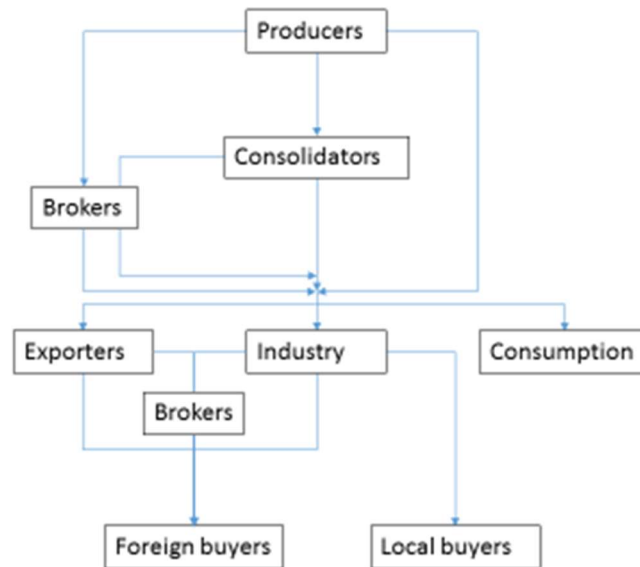 Producers
Consolidators
Brokers
Exporters
Industry
Consumption
Brokers
Foreign buyers
Local buyers